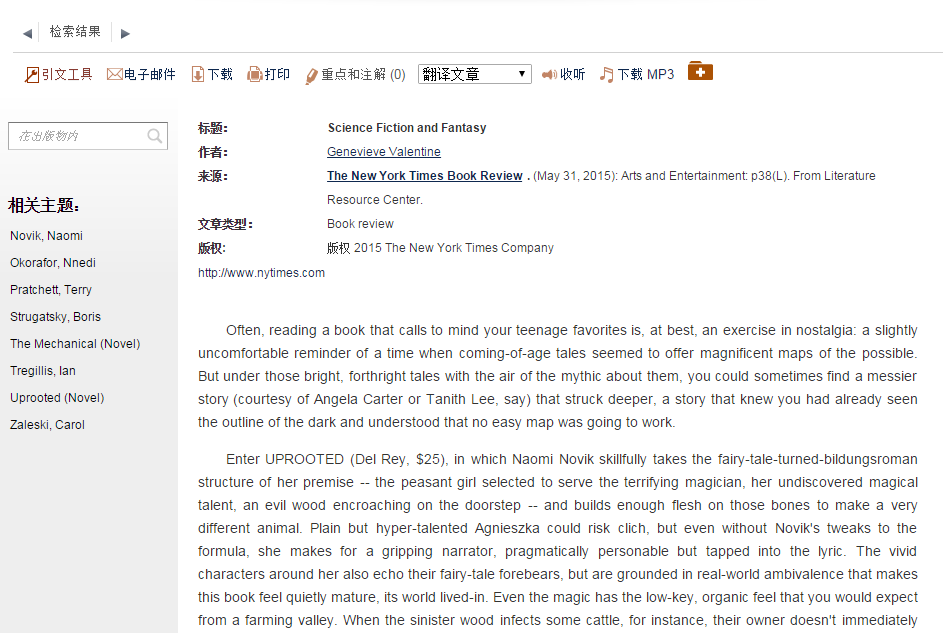 检索结果
引文工具 电子邮件 下载 打印 重点和注解 (0) 翻译文章 收听 下载 MP3
在出版物内
相关主题:
Novik, Naomi
Okorafor, Nnedi
Pratchett, Terry
Strugatsky, Boris
The Mechanical (Novel)
Tregillis, Ian
Uprooted (Novel)
Zaleski, Carol
标题: Science Fiction and Fantasy
作者: Genevieve Valentine
来源: The New York Times Book Review . (May 31, 2015): Arts and Entertainment: p38(L). From Literature
Resource Center.
文章类型: Book review
版权: 版权 2015 The New York Times Company
http://www.nytimes.com
Often, reading a book that calls to mind your teenage favorites is, at best, an exercise in nostalgia: a slightly
uncomfortable reminder of a time when coming-of-age tales seemed to offer magnificent maps of the possible.
But under those bright, forthright tales with the air of the mythic about them, you could sometimes find a messier
story (courtesy of Angela Carter or Tanith Lee, say) that struck deeper, a story that knew you had already seen
the outline of the dark and understood that no easy map was going to work.
Enter UPROOTED (Del Rey, $25), in which Naomi Novik skillfully takes the fairy-tale-turned-bildungsroman
structure of her premise -- the peasant girl selected to serve the terrifying magician, her undiscovered magical
talent, an evil wood encroaching on the doorstep -- and builds enough flesh on those bones to make a very
different animal. Plain but hyper-talented Agnieszka could risk clich, but even without Novik's tweaks to the
formula, she makes for a gripping narrator, pragmatically personable but tapped into the lyric. The vivid
characters around her also echo their fairy-tale forebears, but are grounded in real-world ambivalence that makes
this book feel quietly mature, its world lived-in. Even the magic has the low-key, organic feel that you would expect
from a farming valley. When the sinister wood infects some cattle, for instance, their owner doesn't immediately